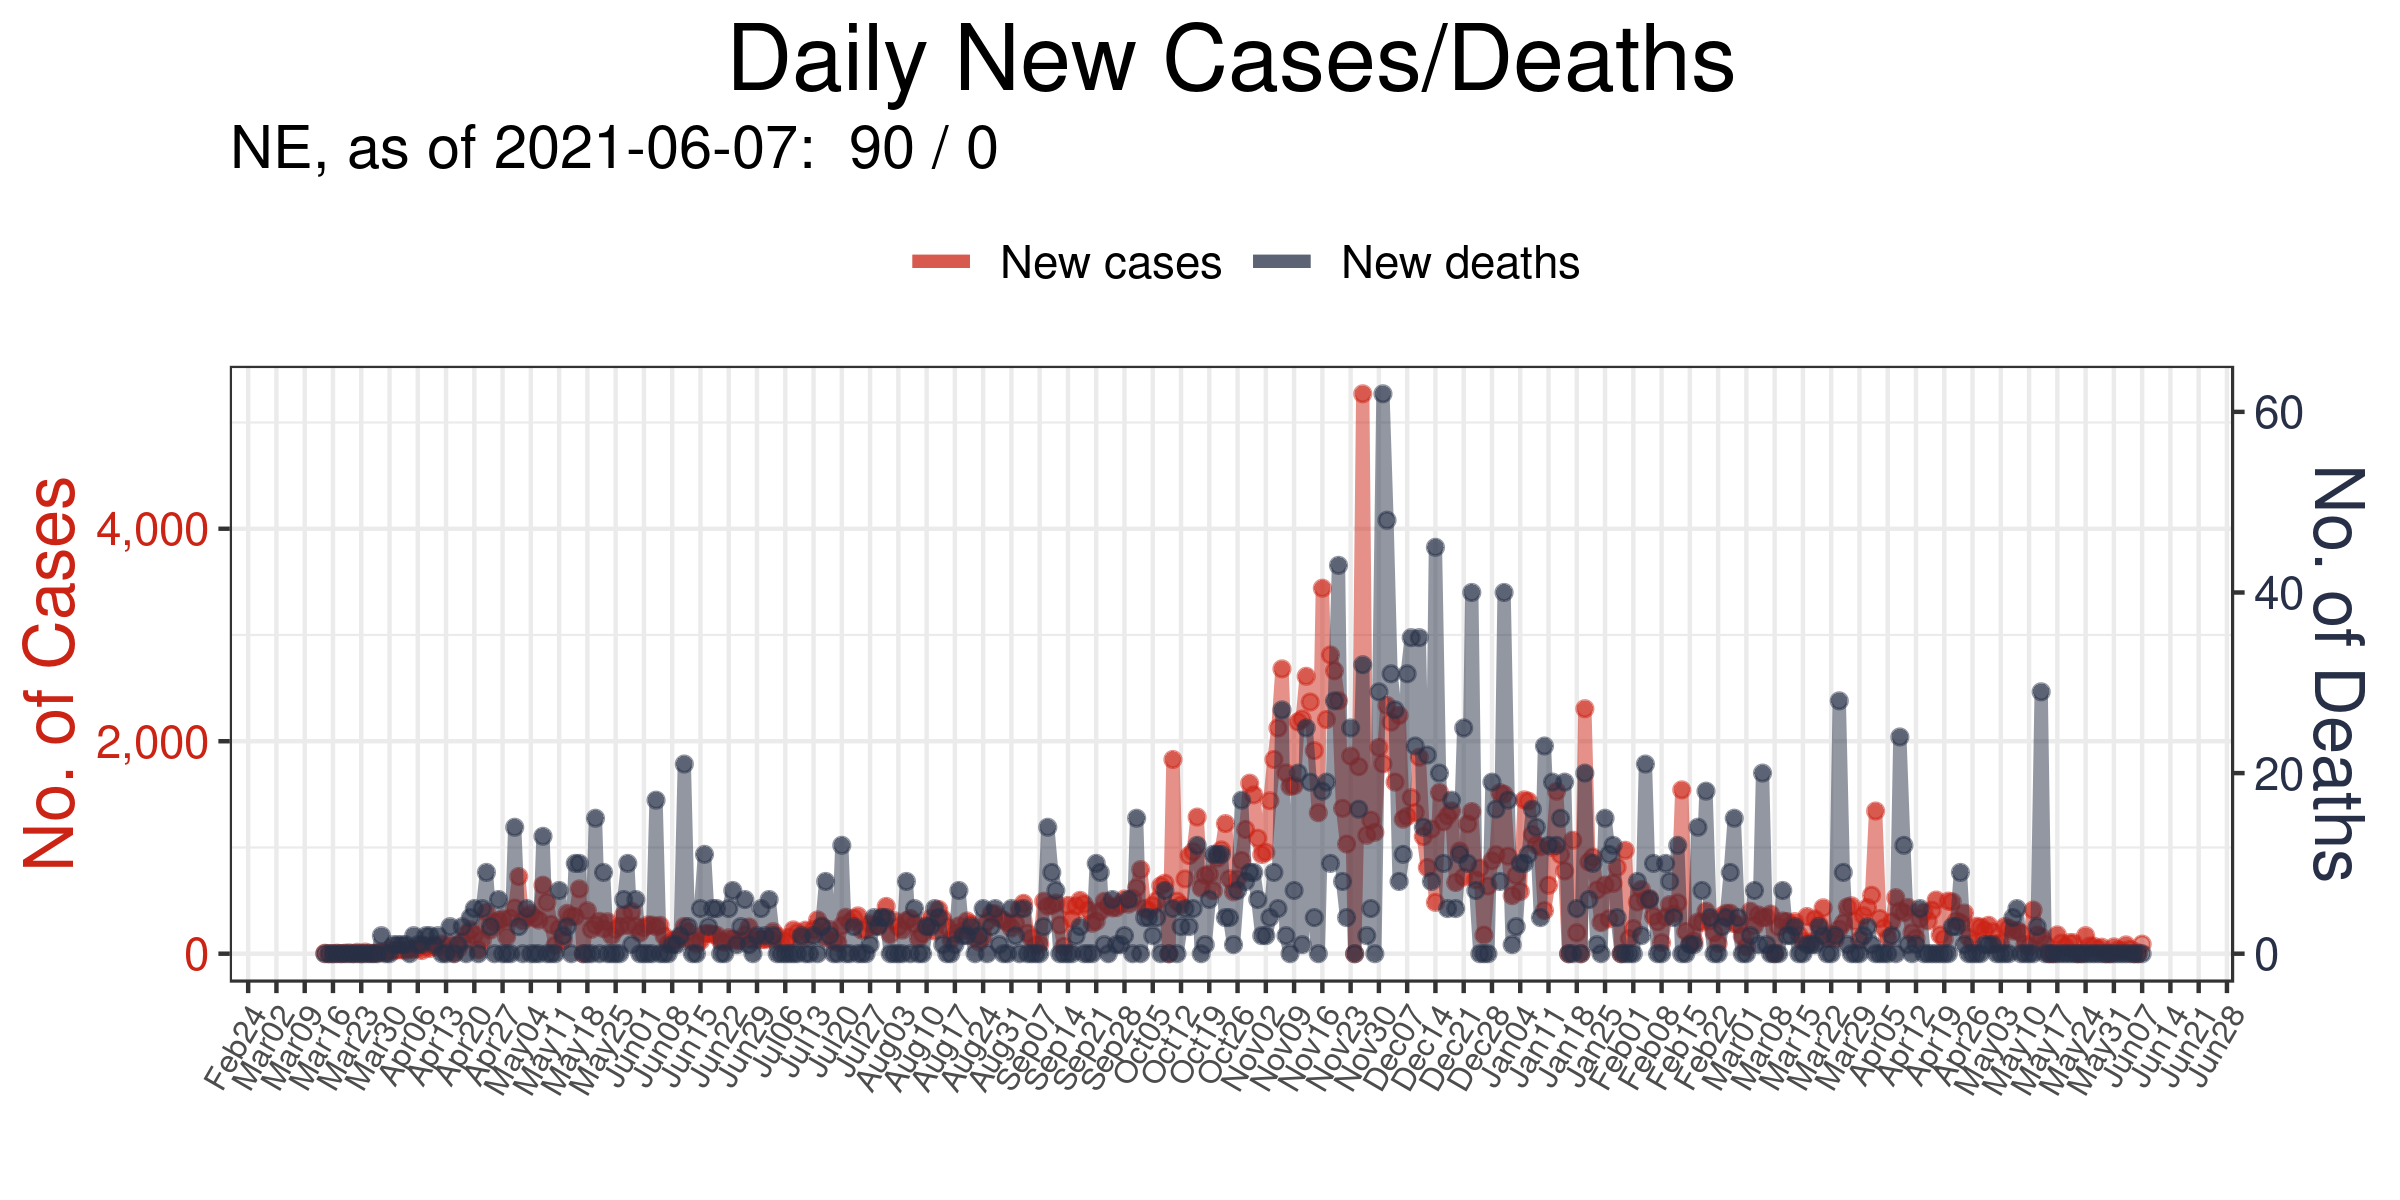 Daily New Cases/Deaths
NE, as of 2021-06-07:  90 / 0
New cases
New deaths
No. of Cases
4,000
2,000
0
60
40
20
0
No. of Deaths
Feb24
Mar02
Mar09
Mar16
Mar23
Mar30
Apr06
Apr13
Apr20
Apr27
May04
May11
May18
May25
Jun01
Jun08
Jun15
Jun22
Jun29
Jul06
Jul13
Jul20
Jul27
Aug03
Aug10
Aug17
Aug24
Aug31
Sep07
Sep14
Sep21
Sep28
Oct05
Oct12
Oct19
Oct26
Nov02
Nov09
Nov16
Nov23
Nov30
Dec07
Dec14
Dec21
Dec28
Jan04
Jan11
Jan18
Jan25
Feb01
Feb08
Feb15
Feb22
Mar01
Mar08
Mar15
Mar22
Mar29
Apr05
Apr12
Apr19
Apr26
May03
May10
May17
May24
May31
Jun07
Jun14
Jun21
Jun28